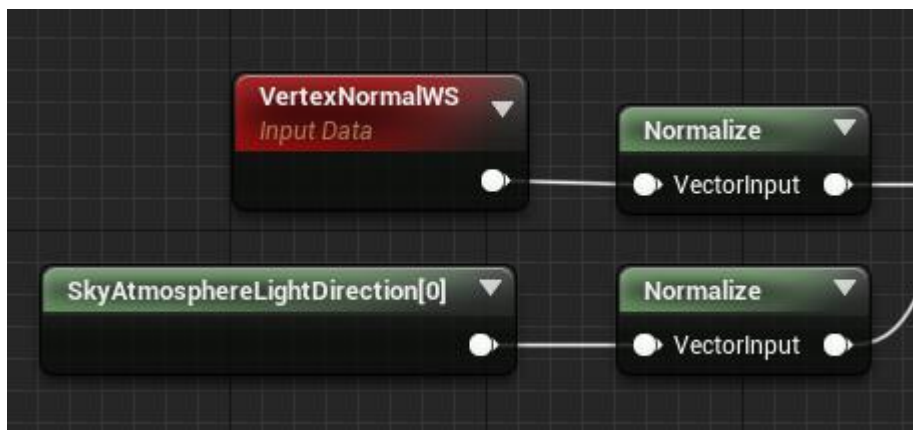 VertexNormalWS
Input Data
Normalize
VectorInput
SkyAtmosphereLightDirection[0]
Normalize
VectorInput